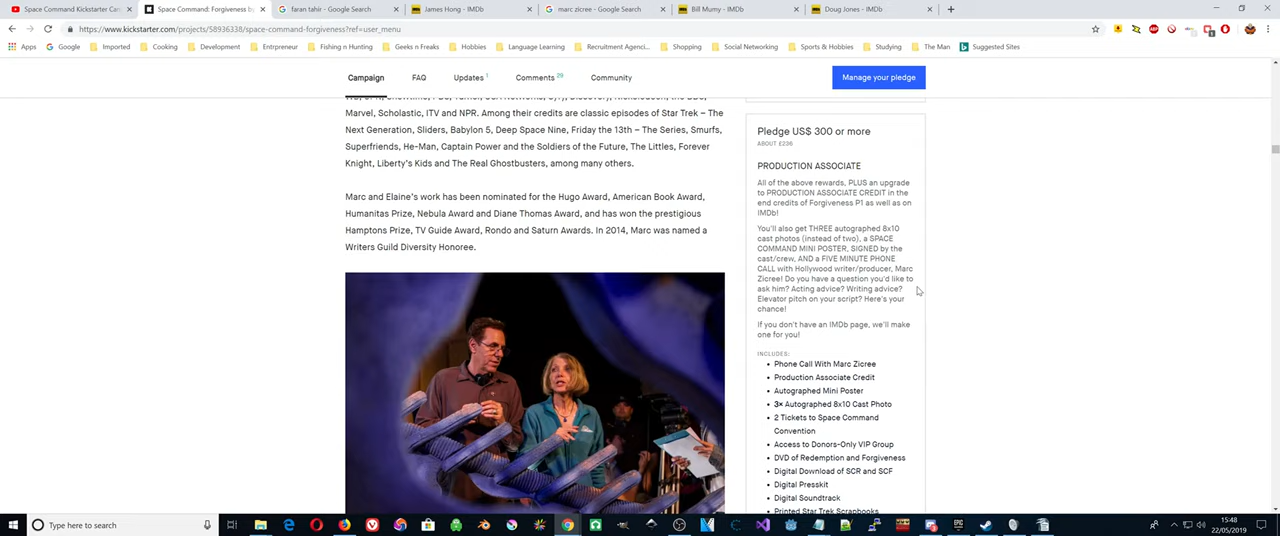 Space Command Kickstarter Car
Space Command: Forgiveness b
faran tahir - Google Search
James Hong - IMDb
marc zicree - Google Search
Bill Mumy - IMDb
Doug Jones - IMDb
https://www.kickstarter.com/projects/58936338/space-command-forgiveness?ref=user_menu
Apps
Google
Imported
Cooking
Development
Entrpreneur
Fishing n Hunting
Geeks n Freaks
Hobbies
Language Learning
Recruitment Agenci...
Shopping
Social Networking
Sports & Hobbies
Studying
The Man
Suggested Sites
Campaign
FAQ
Updates 1
Comments 28
Community
Manage your pledge
Marvel, Scholastic, ITV and NPR. Among their credits are classic episodes of Star Trek – The
Next Generation, Sliders, Babylon 5, Deep Space Nine, Friday the 13th – The Series, Smurfs,
Superfriends, He-Man, Captain Power and the Soldiers of the Future, The Littles, Forever
Knight, Liberty's Kids and The Real Ghostbusters, among many others.
Marc and Elaine's work has been nominated for the Hugo Award, American Book Award,
Humanitas Prize, Nebula Award and Diane Thomas Award, and has won the prestigious
Hamptons Prize, TV Guide Award, Rondo and Saturn Awards. In 2014, Marc was named a
Writers Guild Diversity Honoree.
Pledge US$ 300 or more
ABOUT £236
PRODUCTION ASSOCIATE
All of the above rewards, PLUS an upgrade
to PRODUCTION ASSOCIATE CREDIT in the
end credits of Forgiveness P1 as well as on
IMDb!
You'll also get THREE autographed 8x10
cast photos (instead of two), a SPACE
COMMAND MINI POSTER, SIGNED by the
cast/crew, AND a FIVE MINUTE PHONE
CALL with Hollywood writer/producer, Marc
Zicree! Do you have a question you'd like to
ask him? Acting advice? Writing advice?
Elevator pitch on your script? Here's your
chance!
If you don't have an IMDb page, we'll make
one for you!
INCLUDES:
• Phone Call With Marc Zicree
• Production Associate Credit
• Autographed Mini Poster
• 3× Autographed 8x10 Cast Photo
• 2 Tickets to Space Command
Convention
• Access to Donors-Only VIP Group
• DVD of Redemption and Forgiveness
• Digital Download of SCR and SCF
• Digital Presskit
• Digital Soundtrack
• Printed Star Trek Scrapbooks
Type here to search
15:48
22/05/2019